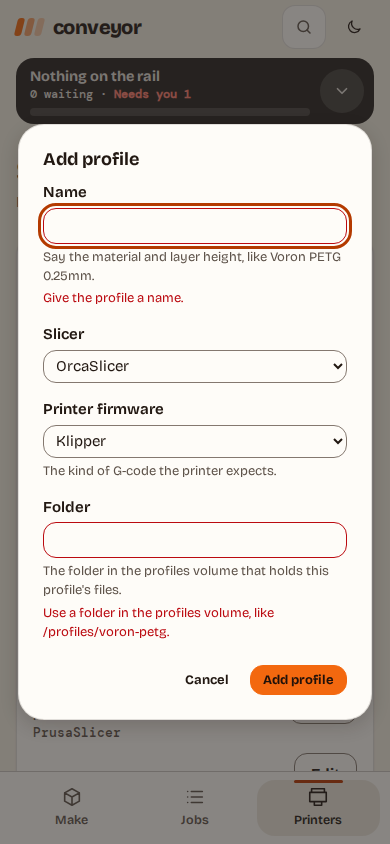 conveyor
Nothing on the rail
0 waiting · Needs you 1
Add profile
Name
Say the material and layer height, like Voron PETG
0.25mm.
Give the profile a name.
Slicer
OrcaSlicer
Printer firmware
Klipper
The kind of G-code the printer expects.
Folder
The folder in the profiles volume that holds this
profile's files.
Use a folder in the profiles volume, like
/profiles/voron-petg.
Cancel
Add profile
PrusaSlicer
Edit
Make
Jobs
Printers